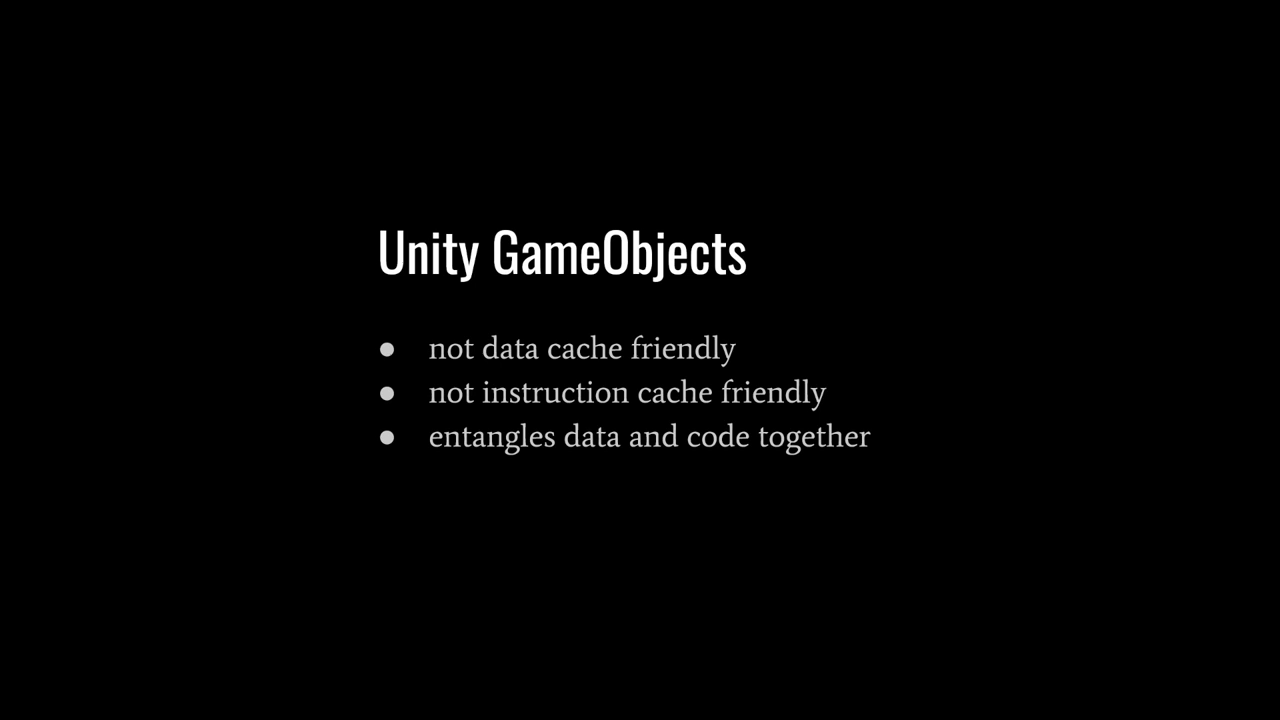 Unity GameObjects
● not data cache friendly
● not instruction cache friendly
● entangles data and code together